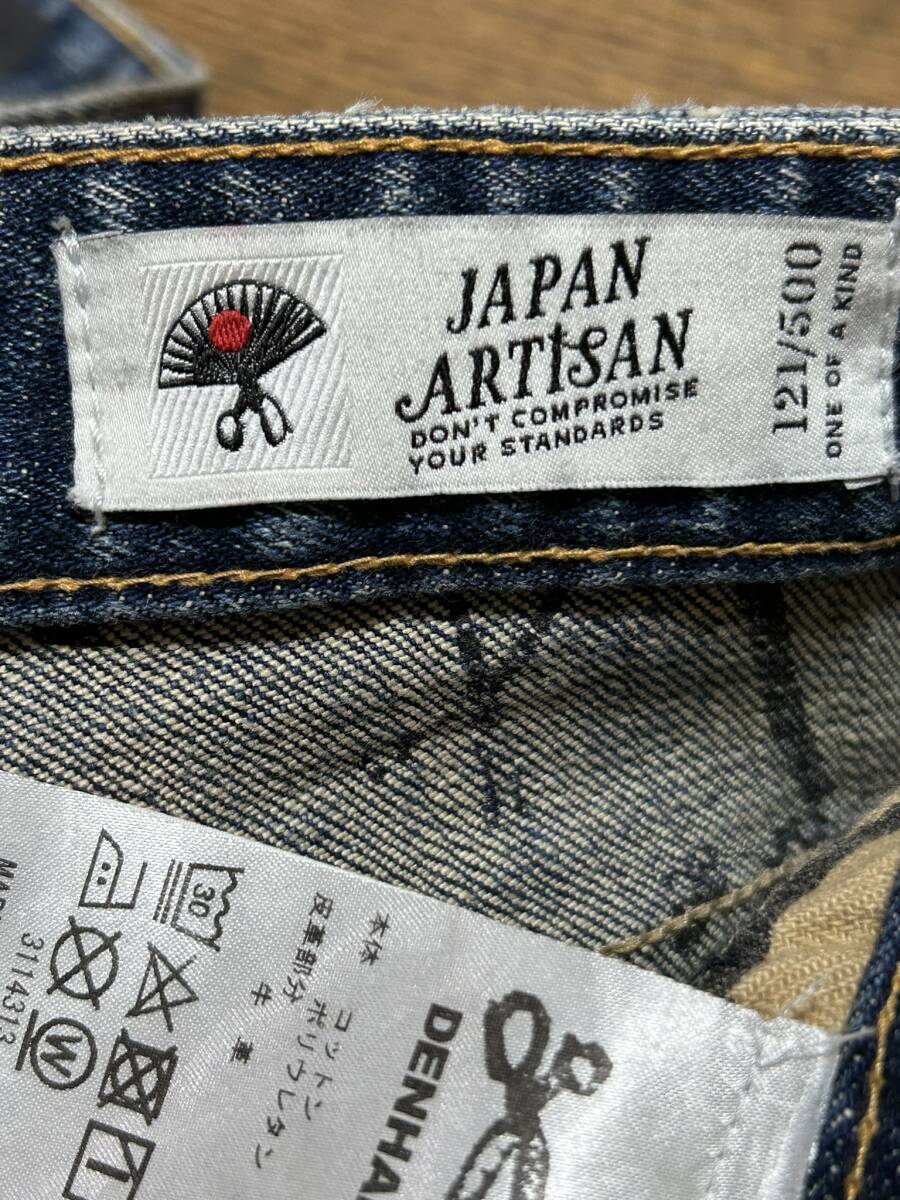 JAPAN
ARTISAN
DON'T COMPROMISE
YOUR STANDARDS
121/500
ONE OF A KIND
DENHA
本体 コットン
ポリウレタン
皮革部分 牛革
30
W
3114313